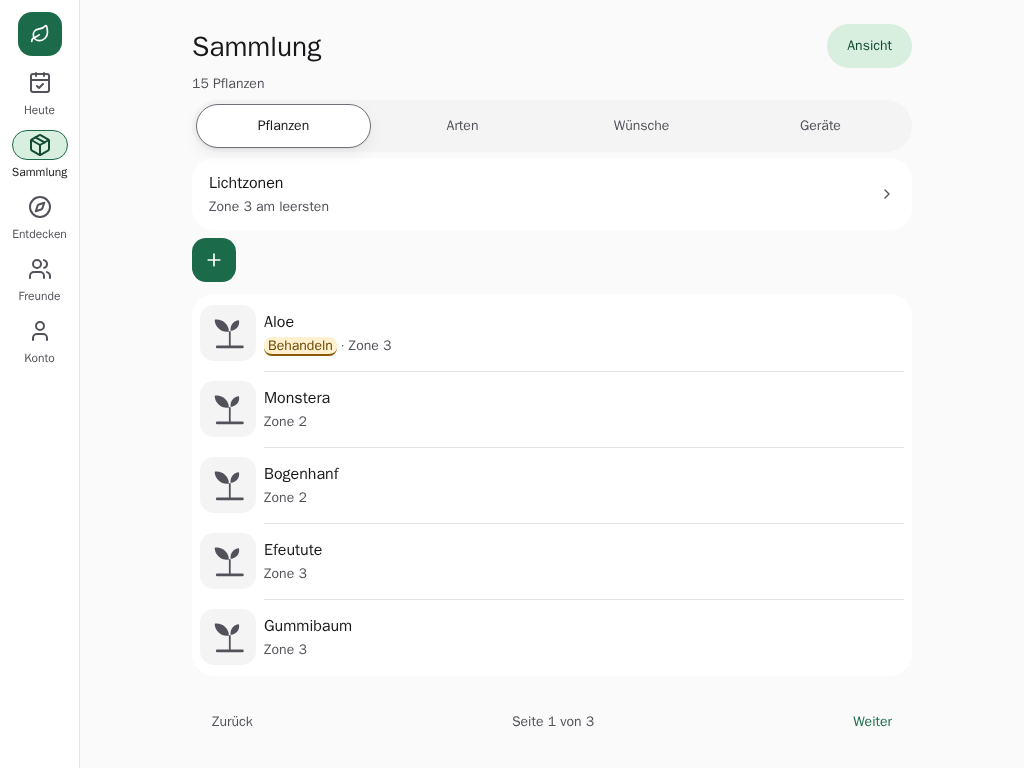 Heute
Sammlung
Entdecken
Freunde
Konto
Sammlung
Ansicht
15 Pflanzen
Pflanzen
Arten
Wünsche
Geräte
Lichtzonen
Zone 3 am leersten
Aloe
Behandeln · Zone 3
Monstera
Zone 2
Bogenhanf
Zone 2
Efeutute
Zone 3
Gummibaum
Zone 3
Zurück
Seite 1 von 3
Weiter